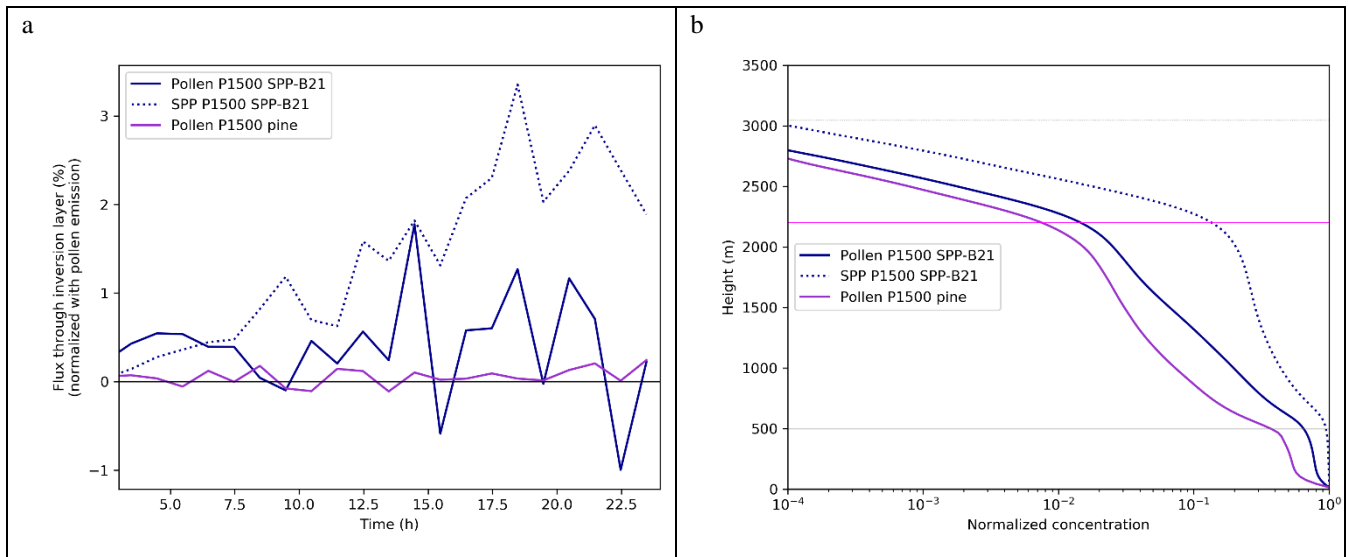 a
Flux through inversion layer (%)
(normalized with pollen emission)
3
2
1
0
−1
Pollen P1500 SPP-B21
SPP P1500 SPP-B21
Pollen P1500 pine
5.0 7.5 10.0 12.5 15.0 17.5 20.0 22.5
Time (h)
b
Height (m)
3500
3000
2500
2000
1500
1000
500
0
Pollen P1500 SPP-B21
SPP P1500 SPP-B21
Pollen P1500 pine
10⁻⁴ 10⁻³ 10⁻² 10⁻¹ 10⁰
Normalized concentration